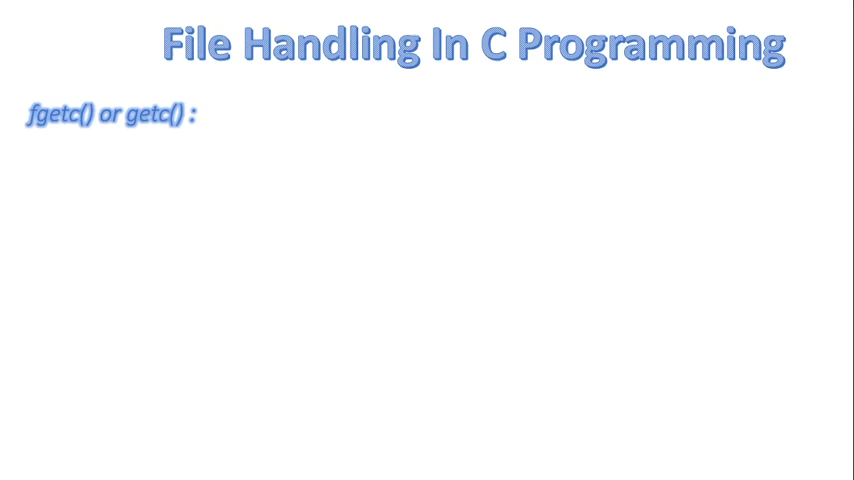 File Handling In C Programming
fgetc() or getc() :